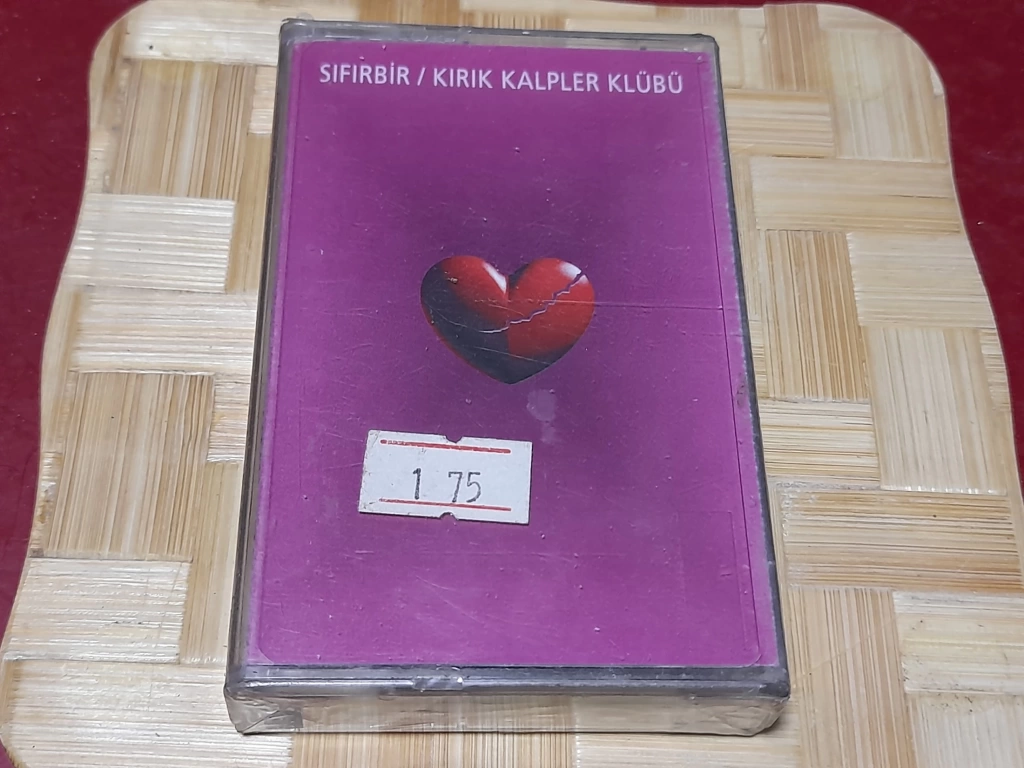 SIFIRBİR / KIRIK KALPLER KLÜBÜ
1 75